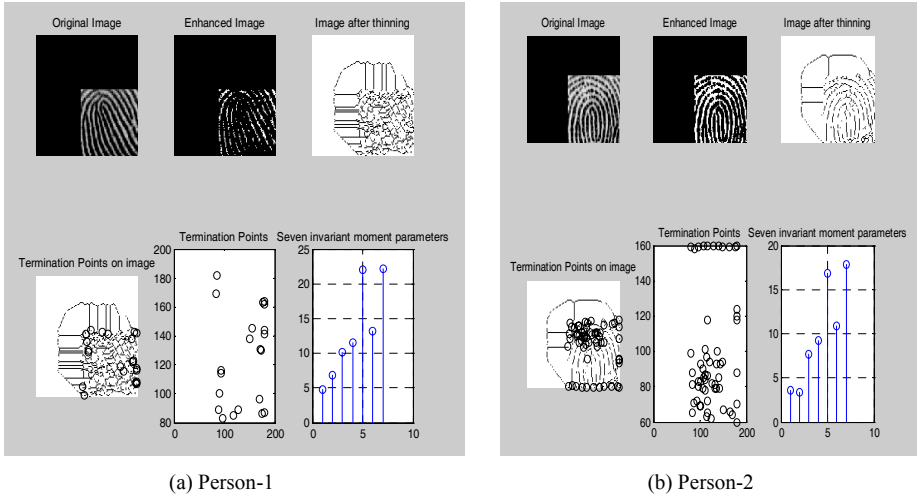 Original Image
Enhanced Image
Image after thinning
Termination Points on image
Termination Points
200
180
160
140
120
100
80
0
100
200
Seven invariant moment parameters
25
20
15
10
5
0
0
5
10
(a) Person-1
Original Image
Enhanced Image
Image after thinning
Termination Points on image
Termination Points
160
140
120
100
80
60
0
100
200
Seven invariant moment parameters
20
15
10
5
0
0
5
10
(b) Person-2